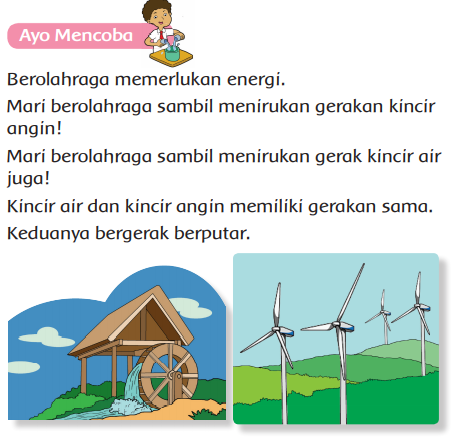 Ayo Mencoba
Berolahraga memerlukan energi.
Mari berolahraga sambil menirukan gerakan kincir
angin!
Mari berolahraga sambil menirukan gerak kincir air
juga!
Kincir air dan kincir angin memiliki gerakan sama.
Keduanya bergerak berputar.